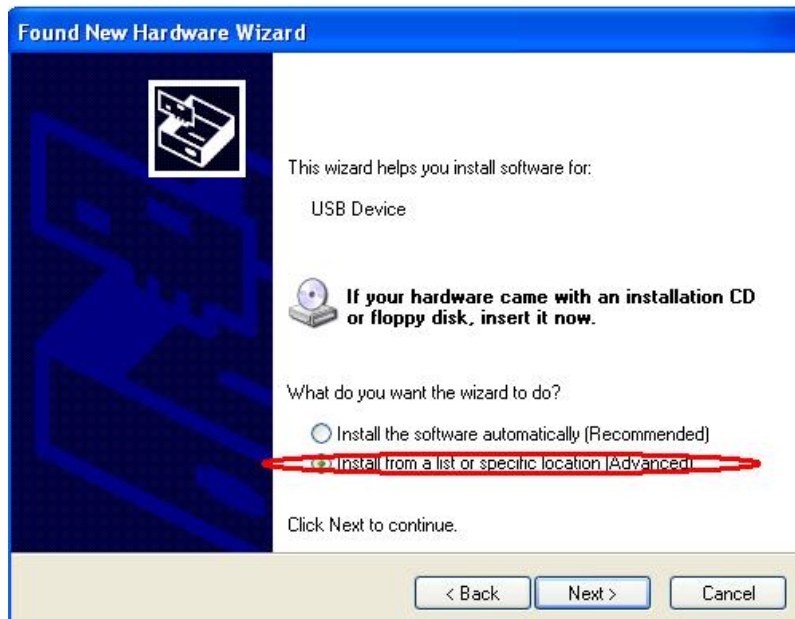 Found New Hardware Wizard
This wizard helps you install software for:
USB Device
If your hardware came with an installation CD
or floppy disk, insert it now.
What do you want the wizard to do?
Install the software automatically (Recommended)
Install from a list or specific location (Advanced)
Click Next to continue.
< Back
Next >
Cancel